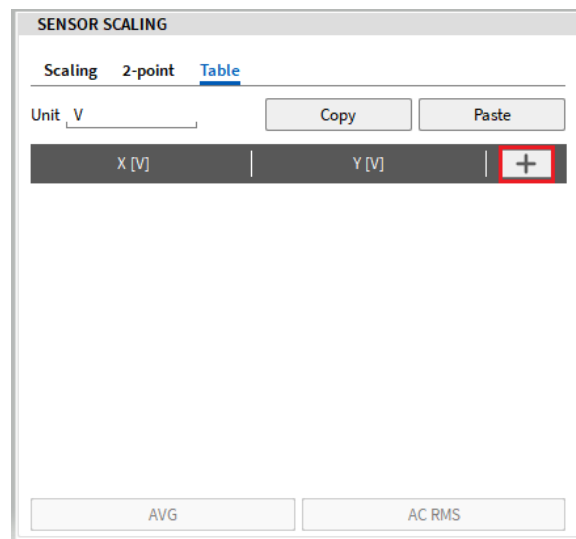 SENSOR SCALING
Scaling 2-point Table
Unit V Copy Paste
X [V] Y [V] +
AVG AC RMS